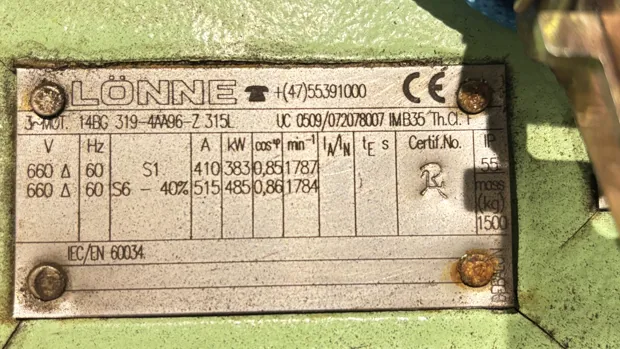 LÖNNE ☎ +(47)55391000 CE
3~MOT. 14BG 319-4AA96-Z 315L UC 0509/072078007 IMB35 Th.Cl. F
V Hz A kW cosφ min⁻¹ IA/IN tE s Certif.No. IP
660 Δ 60 S1 410 383 0,85 1787 55
660 Δ 60 S6 - 40% 515 485 0,86 1784 mass
(kg)
1500
IEC/EN 60034